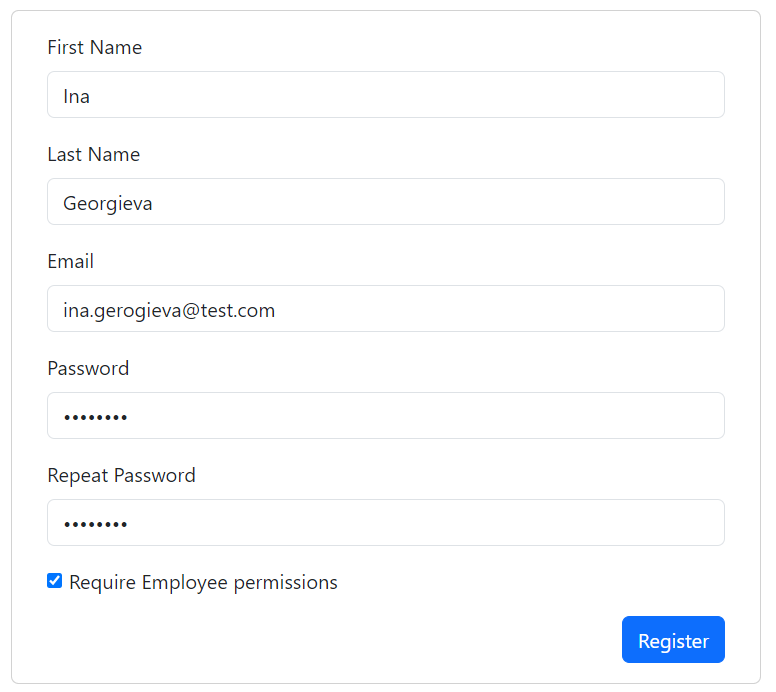 First Name
Ina
Last Name
Georgieva
Email
ina.gerogieva@test.com
Password
••••••••
Repeat Password
••••••••
Require Employee permissions
Register